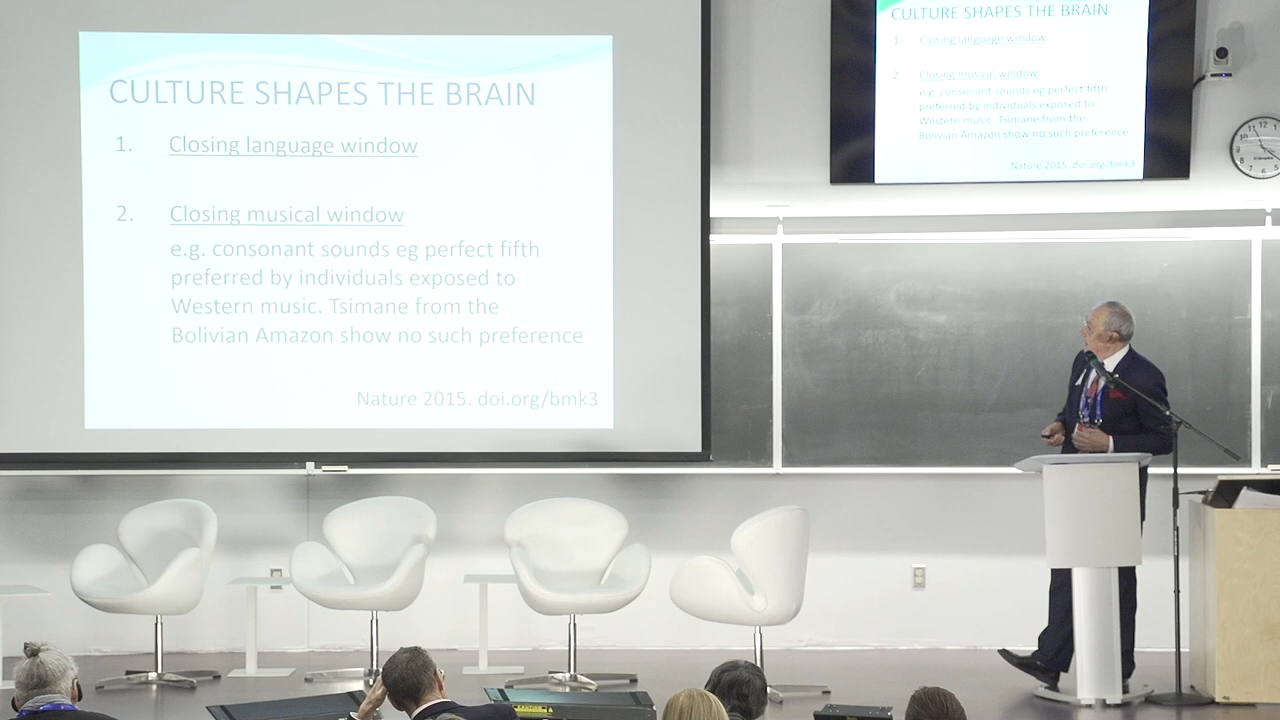 CULTURE SHAPES THE BRAIN
1. Closing language window
2. Closing musical window
e.g. consonant sounds eg perfect fifth
preferred by individuals exposed to
Western music. Tsimane from the
Bolivian Amazon show no such preference
Nature 2015. doi.org/bmk3
CULTURE SHAPES THE BRAIN
1. Closing language window
2. Closing musical window
e.g. consonant sounds eg perfect fifth
preferred by individuals exposed to
Western music. Tsimane from the
Bolivian Amazon show no such preference
Nature 2015. doi.org/bmk3